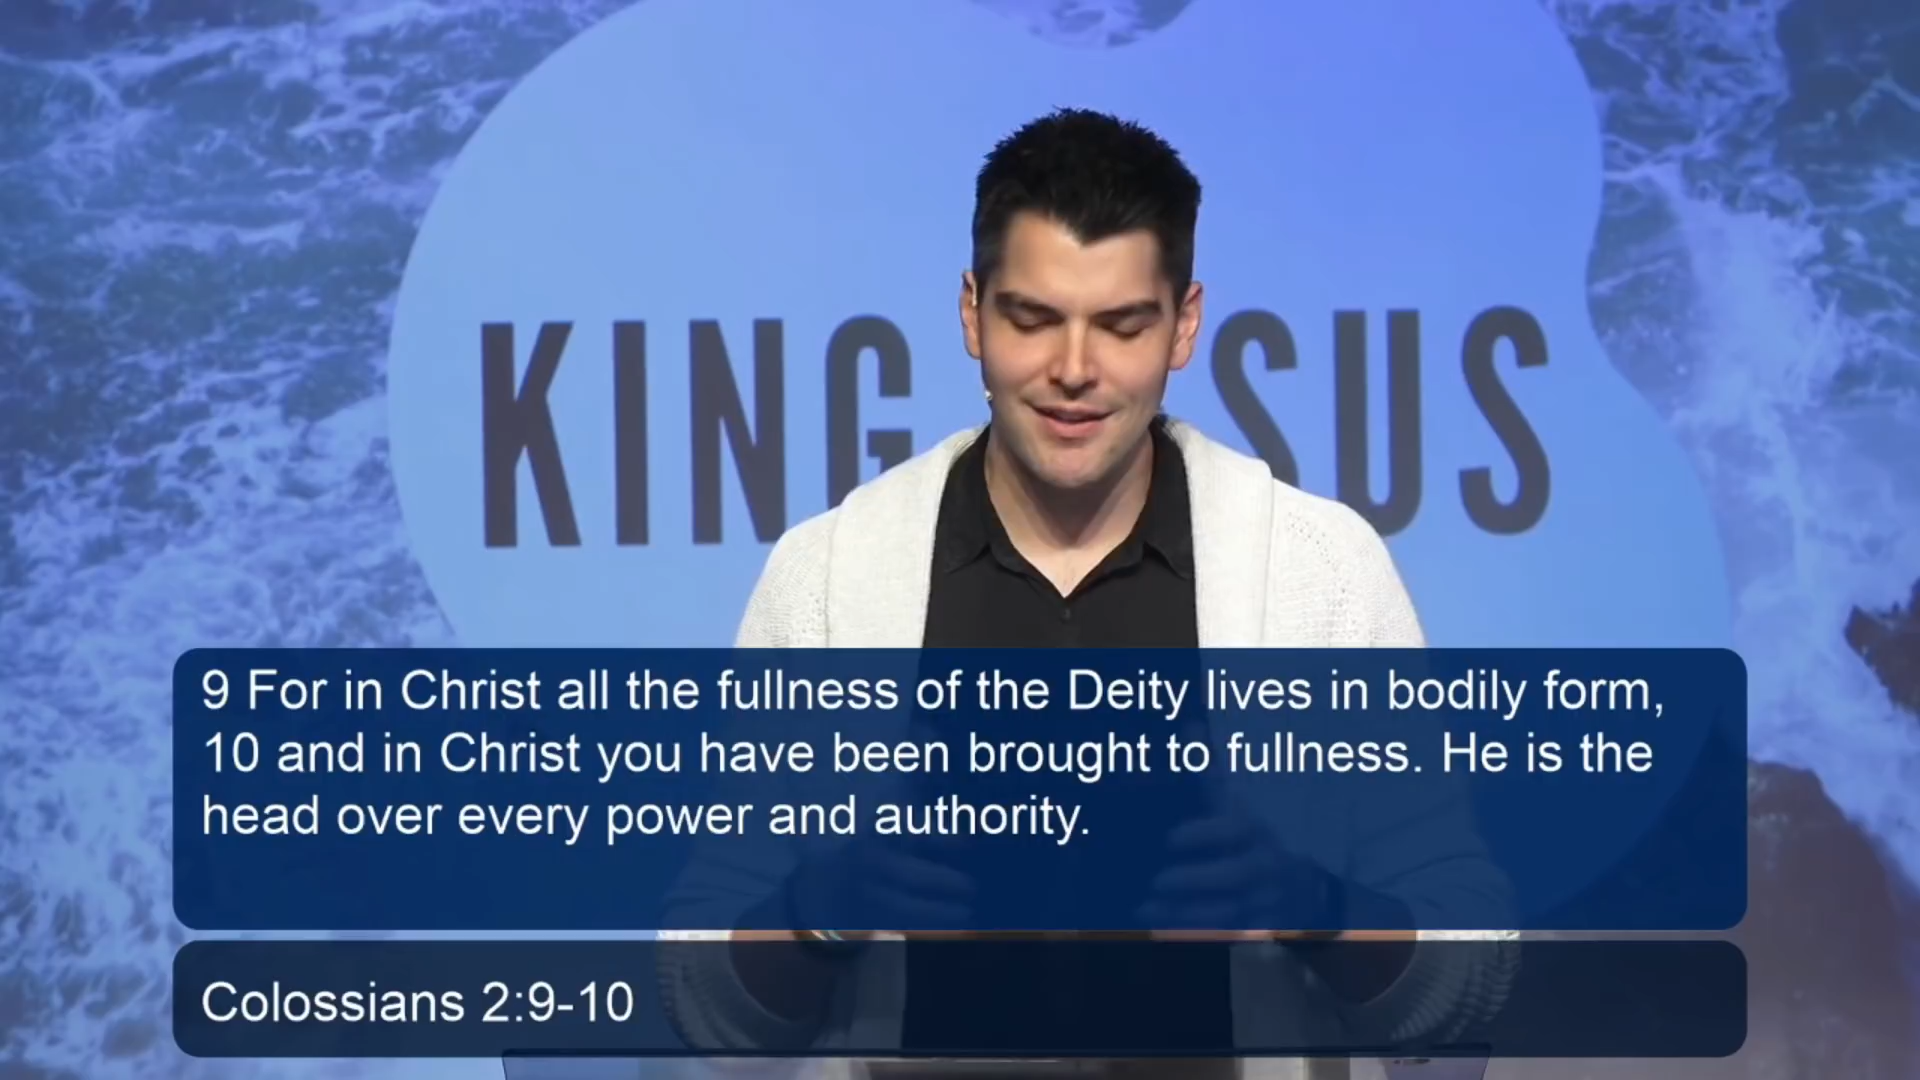 KING SUS
9 For in Christ all the fullness of the Deity lives in bodily form,
10 and in Christ you have been brought to fullness. He is the
head over every power and authority.
Colossians 2:9-10